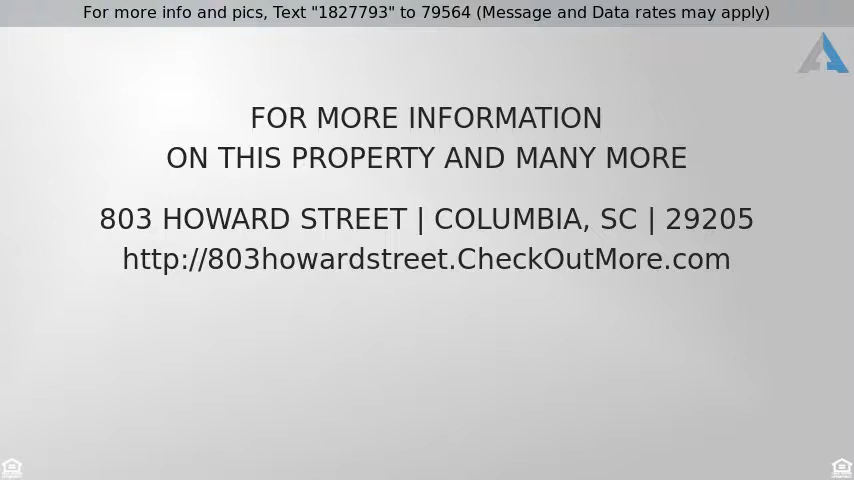 For more info and pics, Text "1827793" to 79564 (Message and Data rates may apply)
FOR MORE INFORMATION
ON THIS PROPERTY AND MANY MORE
803 HOWARD STREET | COLUMBIA, SC | 29205
http://803howardstreet.CheckOutMore.com